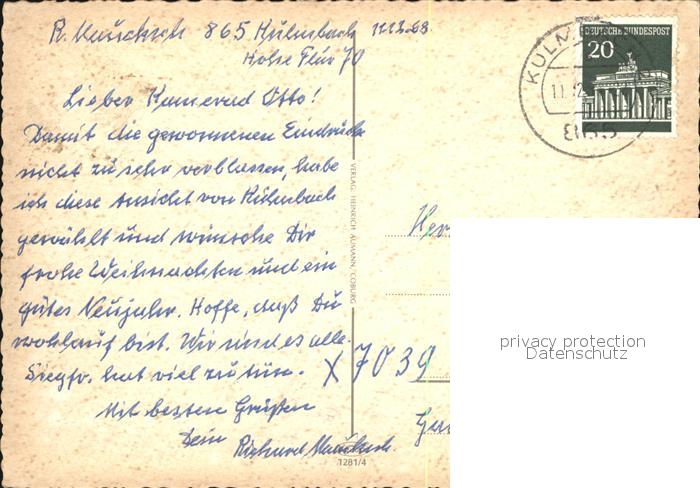 R. 865 Kulmbach 11.12.68
Hohe Flur 70
Lieber Kamerad Otto!
Damit die gewonnenen Eindrücke
nicht zu sehr verblassen, habe
ich diese Ansicht von Kulmbach
gewählt und wünsche Dir
frohe Weihnachten und ein
gutes Neujahr. Hoffe, daß Du
wohlauf bist. Wir sind es alle.
Siegfr. hat viel zu tun.
Mit besten Grüßen
Dein
Richard
DEUTSCHE BUNDESPOST
20
KULM
VERLAG: HEINRICH AUMANN, COBURG
7039
privacy protection
Datenschutz
1281/4